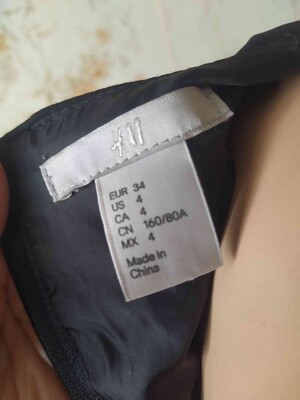 H&M
EUR 34
US 4
CA 4
CN 160/80A
MX 4
Made in
China